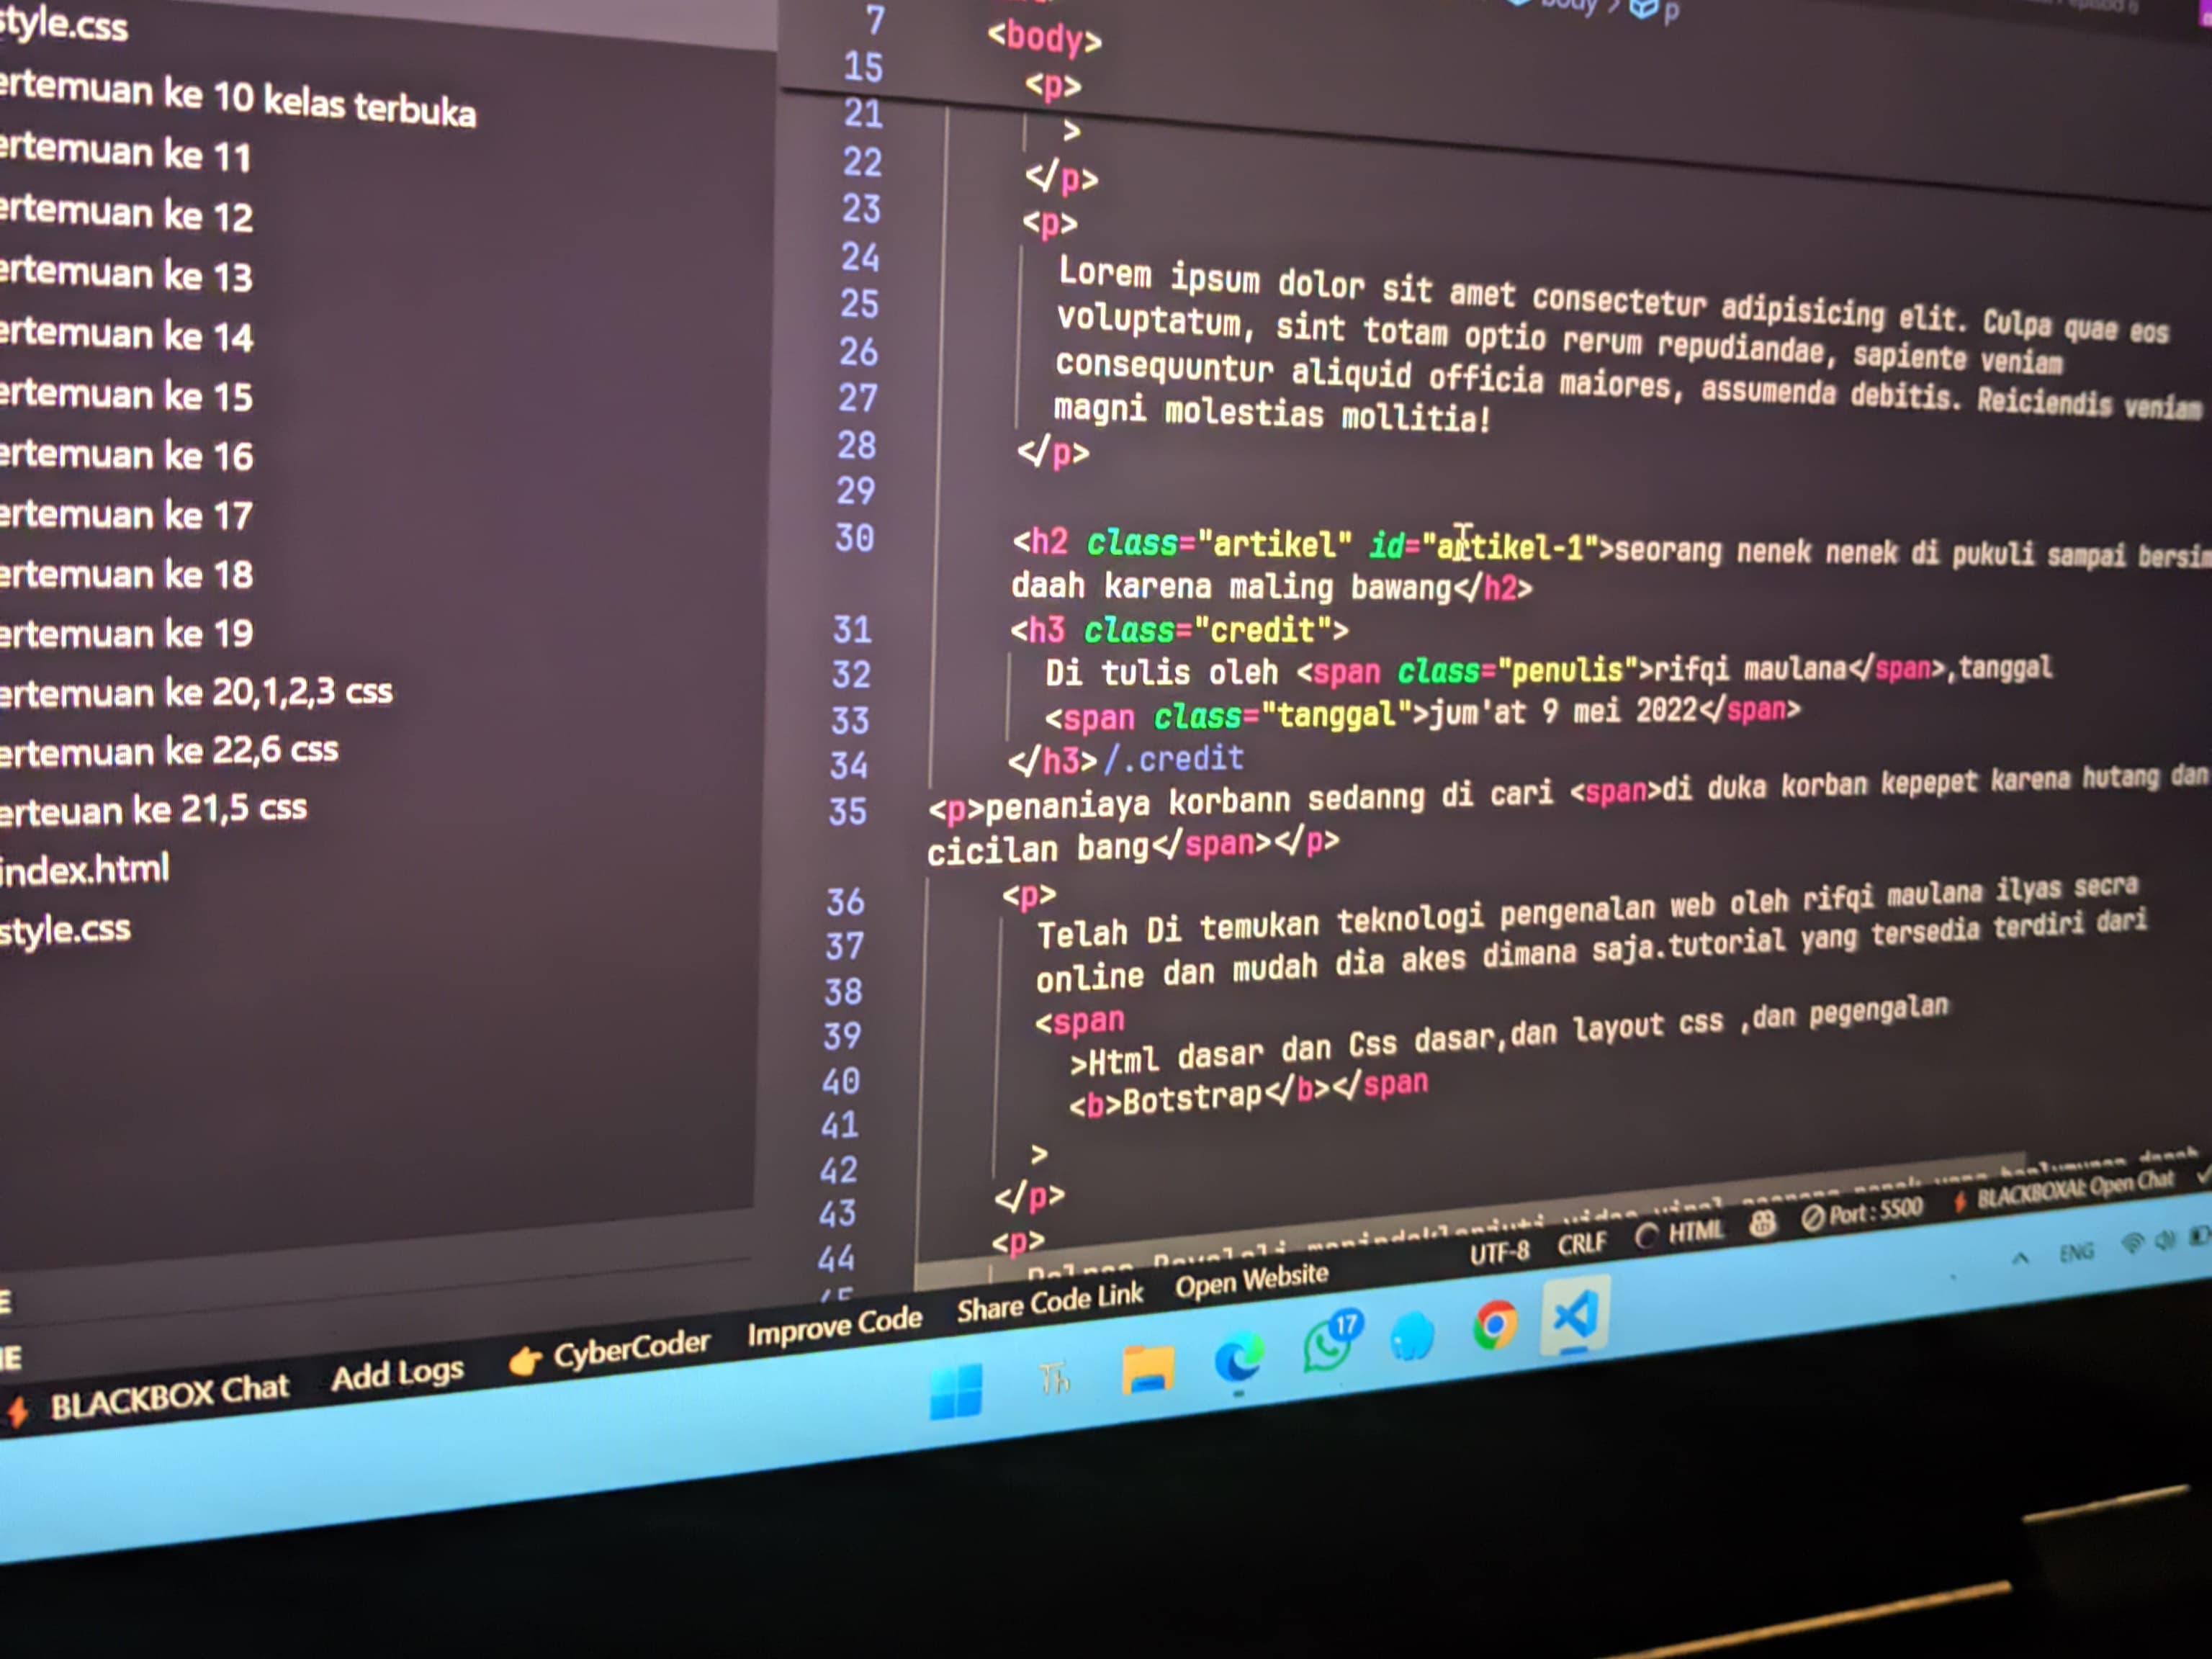 style.css
ertemuan ke 10 kelas terbuka
ertemuan ke 11
ertemuan ke 12
ertemuan ke 13
ertemuan ke 14
ertemuan ke 15
ertemuan ke 16
ertemuan ke 17
ertemuan ke 18
ertemuan ke 19
ertemuan ke 20,1,2,3 css
ertemuan ke 22,6 css
erteuan ke 21,5 css
index.html
style.css
body > p
7 <body>
15 <p>
21 >
22 </p>
23 <p>
24 Lorem ipsum dolor sit amet consectetur adipisicing elit. Culpa quae eos
25 voluptatum, sint totam optio rerum repudiandae, sapiente veniam
26 consequuntur aliquid officia maiores, assumenda debitis. Reiciendis veniam
27 magni molestias mollitia!
28 </p>
29
30 <h2 class="artikel" id="artikel-1">seorang nenek nenek di pukuli sampai bersim
daah karena maling bawang</h2>
31 <h3 class="credit">
32 Di tulis oleh <span class="penulis">rifqi maulana</span>,tanggal
33 <span class="tanggal">jum'at 9 mei 2022</span>
34 </h3>/.credit
35 <p>penaniaya korbann sedanng di cari <span>di duka korban kepepet karena hutang dan
cicilan bang</span></p>
36 <p>
37 Telah Di temukan teknologi pengenalan web oleh rifqi maulana ilyas secra
38 online dan mudah dia akes dimana saja.tutorial yang tersedia terdiri dari
39 <span
40 >Html dasar dan Css dasar,dan layout css ,dan pegengalan
41 <b>Botstrap</b></span
42 >
43 </p>
44 <p>
UTF-8 CRLF HTML Port : 5500 BLACKBOXAI: Open Chat
BLACKBOX Chat Add Logs 👉 CyberCoder Improve Code Share Code Link Open Website
17
ENG